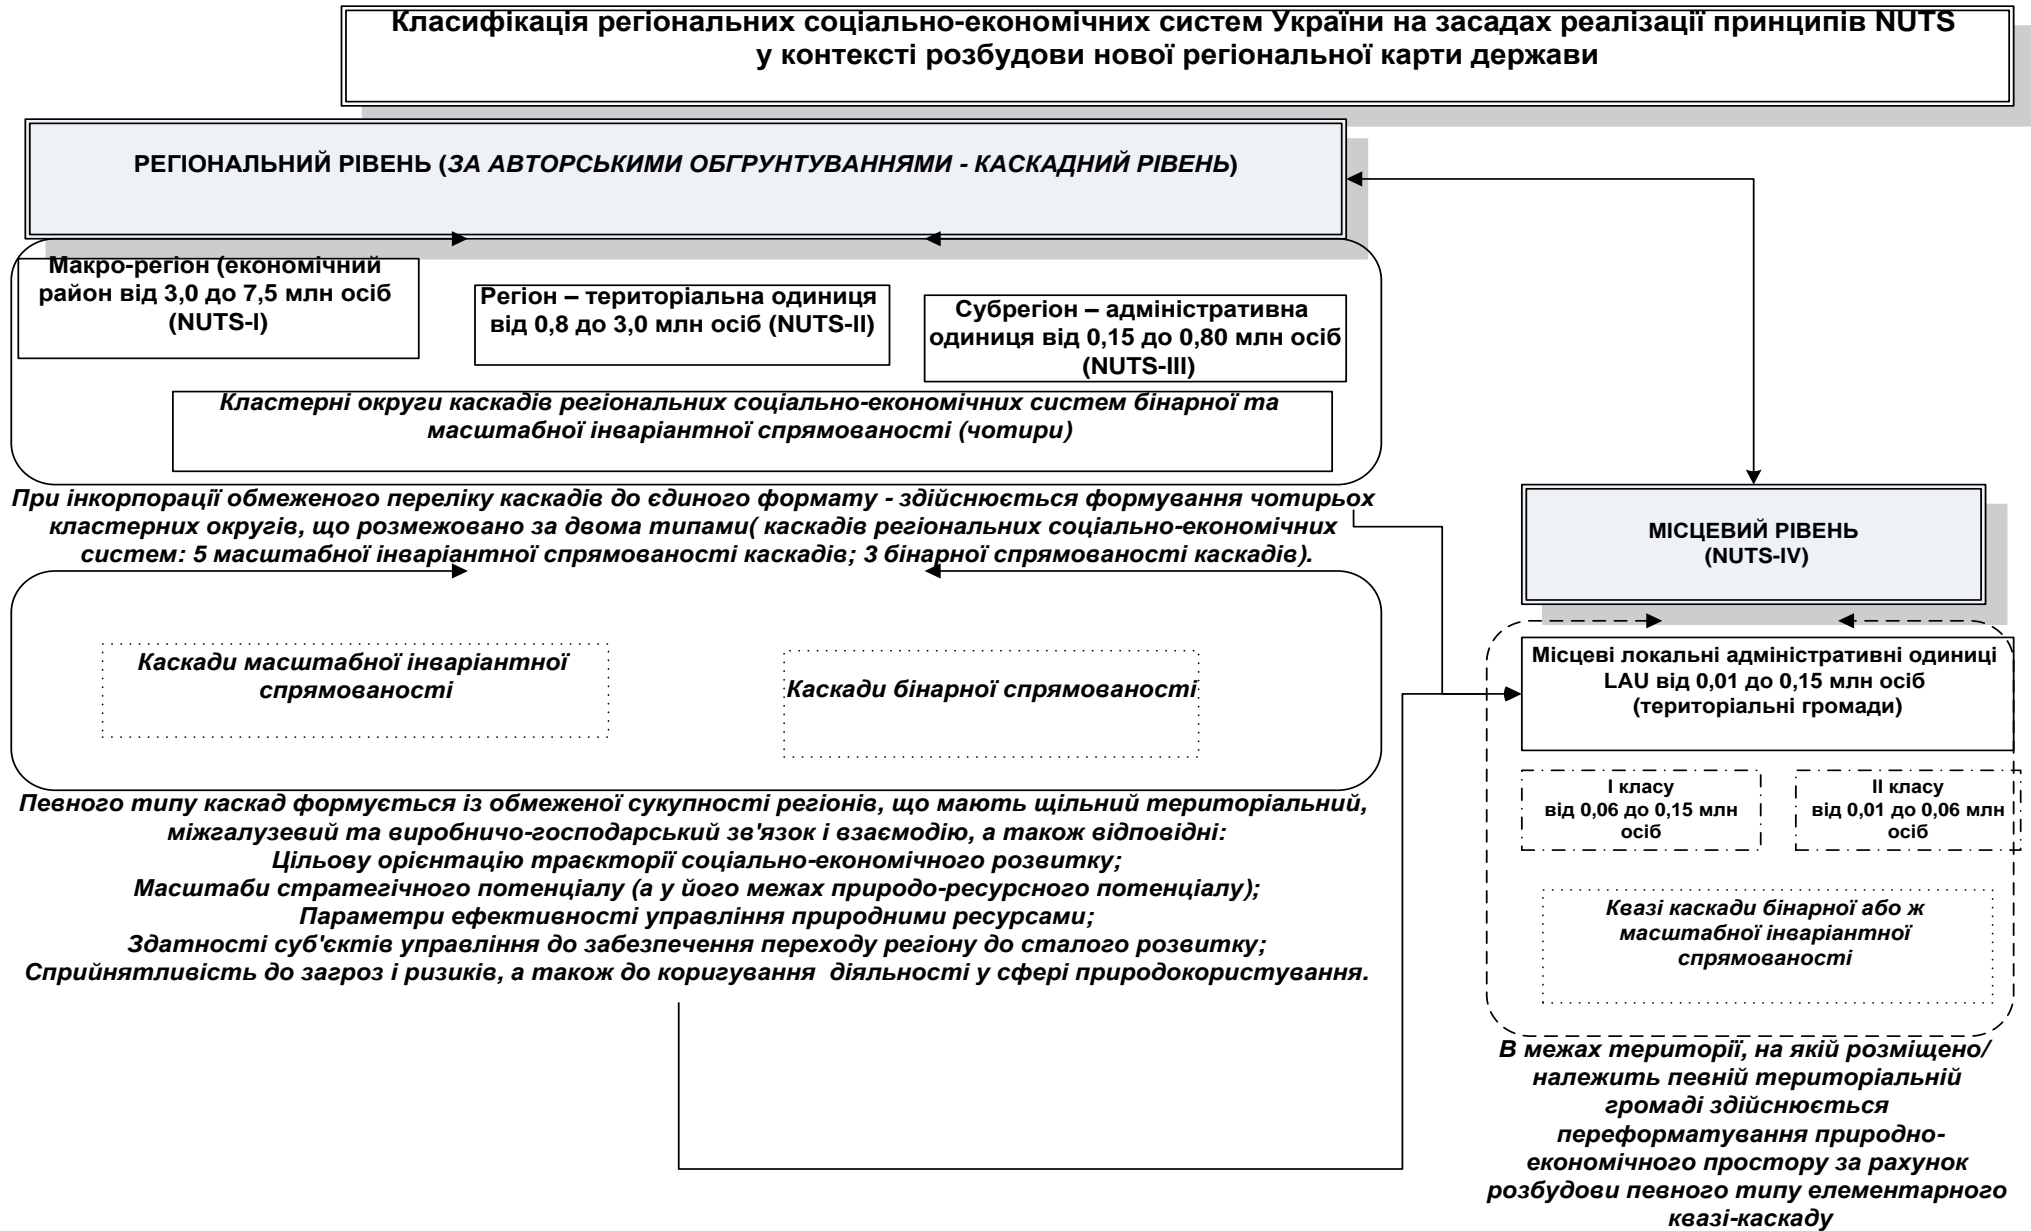 Класифікація регіональних соціально-економічних систем України на засадах реалізації принципів NUTS
у контексті розбудови нової регіональної карти держави
РЕГІОНАЛЬНИЙ РІВЕНЬ (ЗА АВТОРСЬКИМИ ОБГРУНТУВАННЯМИ - КАСКАДНИЙ РІВЕНЬ)
Макро-регіон (економічний
район від 3,0 до 7,5 млн осіб
(NUTS-I)
Регіон – територіальна одиниця
від 0,8 до 3,0 млн осіб (NUTS-II)
Субрегіон – адміністративна
одиниця від 0,15 до 0,80 млн осіб
(NUTS-III)
Кластерні округи каскадів регіональних соціально-економічних систем бінарної та
масштабної інваріантної спрямованості (чотири)
При інкорпорації обмеженого переліку каскадів до єдиного формату - здійснюється формування чотирьох
кластерних округів, що розмежовано за двома типами( каскадів регіональних соціально-економічних
систем: 5 масштабної інваріантної спрямованості каскадів; 3 бінарної спрямованості каскадів).
Каскади масштабної інваріантної
спрямованості
Каскади бінарної спрямованості
Певного типу каскад формується із обмеженої сукупності регіонів, що мають щільний територіальний,
міжгалузевий та виробничо-господарський зв'язок і взаємодію, а також відповідні:
Цільову орієнтацію траєкторії соціально-економічного розвитку;
Масштаби стратегічного потенціалу (а у його межах природо-ресурсного потенціалу);
Параметри ефективності управління природними ресурсами;
Здатності суб'єктів управління до забезпечення переходу регіону до сталого розвитку;
Сприйнятливість до загроз і ризиків, а також до коригування діяльності у сфері природокористування.
МІСЦЕВИЙ РІВЕНЬ
(NUTS-IV)
Місцеві локальні адміністративні одиниці
LAU від 0,01 до 0,15 млн осіб
(територіальні громади)
I класу
від 0,06 до 0,15 млн
осіб
II класу
від 0,01 до 0,06 млн
осіб
Квазі каскади бінарної або ж
масштабної інваріантної
спрямованості
В межах території, на якій розміщено/
належить певній територіальній
громаді здійснюється
переформатування природно-
економічного простору за рахунок
розбудови певного типу елементарного
квазі-каскаду